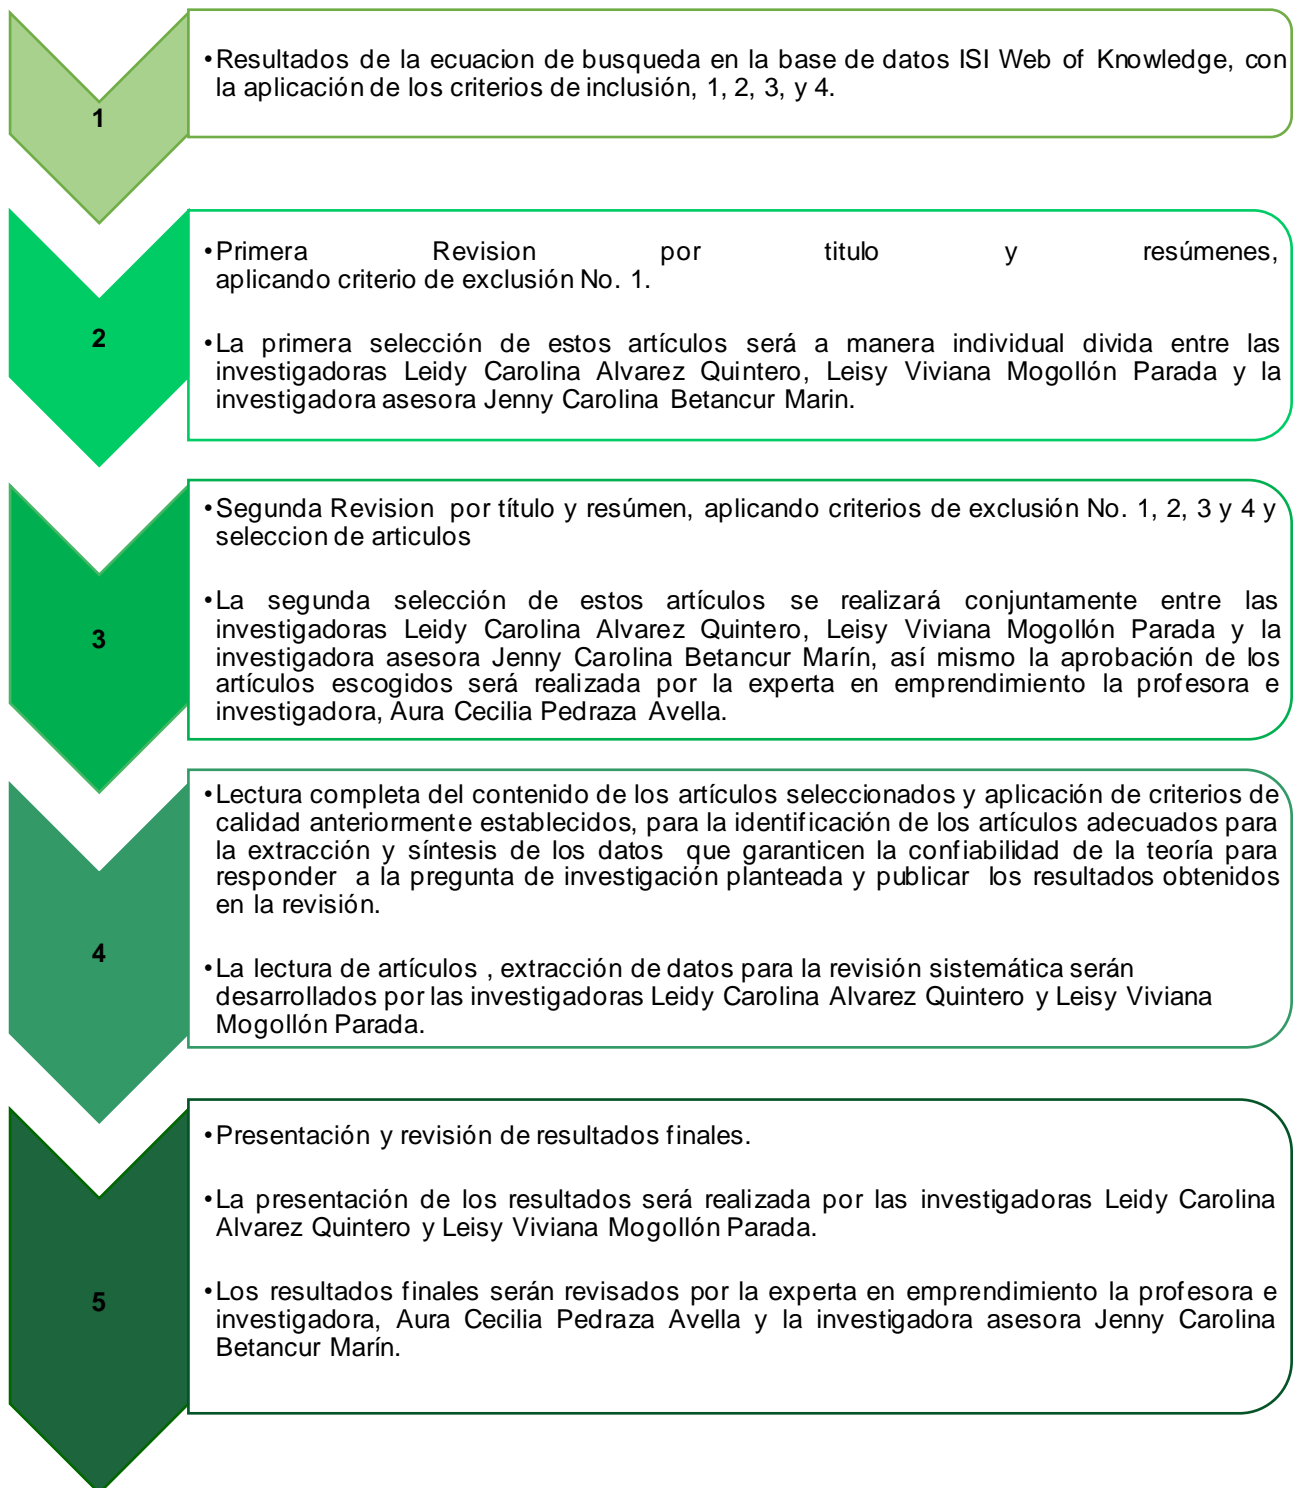 1
•Resultados de la ecuacion de busqueda en la base de datos ISI Web of Knowledge, con
la aplicación de los criterios de inclusión, 1, 2, 3, y 4.
2
•Primera Revision por titulo y resúmenes,
aplicando criterio de exclusión No. 1.
•La primera selección de estos artículos será a manera individual divida entre las
investigadoras Leidy Carolina Alvarez Quintero, Leisy Viviana Mogollón Parada y la
investigadora asesora Jenny Carolina Betancur Marin.
3
•Segunda Revision por título y resúmen, aplicando criterios de exclusión No. 1, 2, 3 y 4 y
seleccion de articulos
•La segunda selección de estos artículos se realizará conjuntamente entre las
investigadoras Leidy Carolina Alvarez Quintero, Leisy Viviana Mogollón Parada y la
investigadora asesora Jenny Carolina Betancur Marín, así mismo la aprobación de los
artículos escogidos será realizada por la experta en emprendimiento la profesora e
investigadora, Aura Cecilia Pedraza Avella.
4
•Lectura completa del contenido de los artículos seleccionados y aplicación de criterios de
calidad anteriormente establecidos, para la identificación de los artículos adecuados para
la extracción y síntesis de los datos que garanticen la confiabilidad de la teoría para
responder a la pregunta de investigación planteada y publicar los resultados obtenidos
en la revisión.
•La lectura de artículos , extracción de datos para la revisión sistemática serán
desarrollados por las investigadoras Leidy Carolina Alvarez Quintero y Leisy Viviana
Mogollón Parada.
5
•Presentación y revisión de resultados finales.
•La presentación de los resultados será realizada por las investigadoras Leidy Carolina
Alvarez Quintero y Leisy Viviana Mogollón Parada.
•Los resultados finales serán revisados por la experta en emprendimiento la profesora e
investigadora, Aura Cecilia Pedraza Avella y la investigadora asesora Jenny Carolina
Betancur Marín.